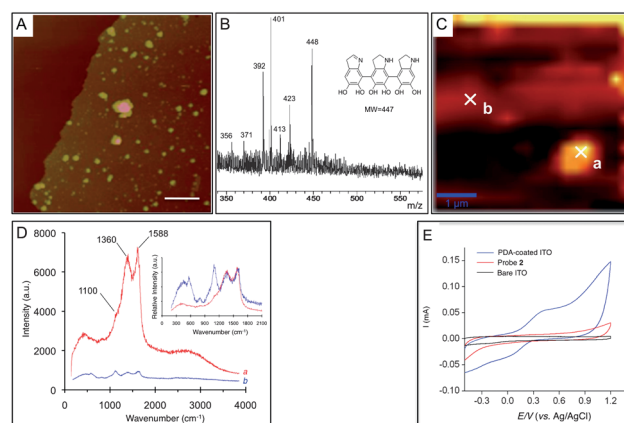 A
B
401
448
392
423
413
356
371
N
HN
HN
HO
OH
HO
OH
HO
OH
MW=447
350
400
450
500
550
m/z
C
b
a
1 μm
D
8000
6000
4000
2000
0
Intensity (a.u.)
1360
1588
1100
a
b
0
1000
2000
3000
4000
Wavenumber (cm-1)
Relative Intensity (a.u.)
300
600
900
1200
1500
1800
2100
Wavenumber (cm-1)
E
PDA-coated ITO
Probe 2
Bare ITO
0.15
0.10
0.05
0.00
0.05
-0.10
I (mA)
-0.3
0.0
0.3
0.6
0.9
1.2
E/V (vs. Ag/AgCl)